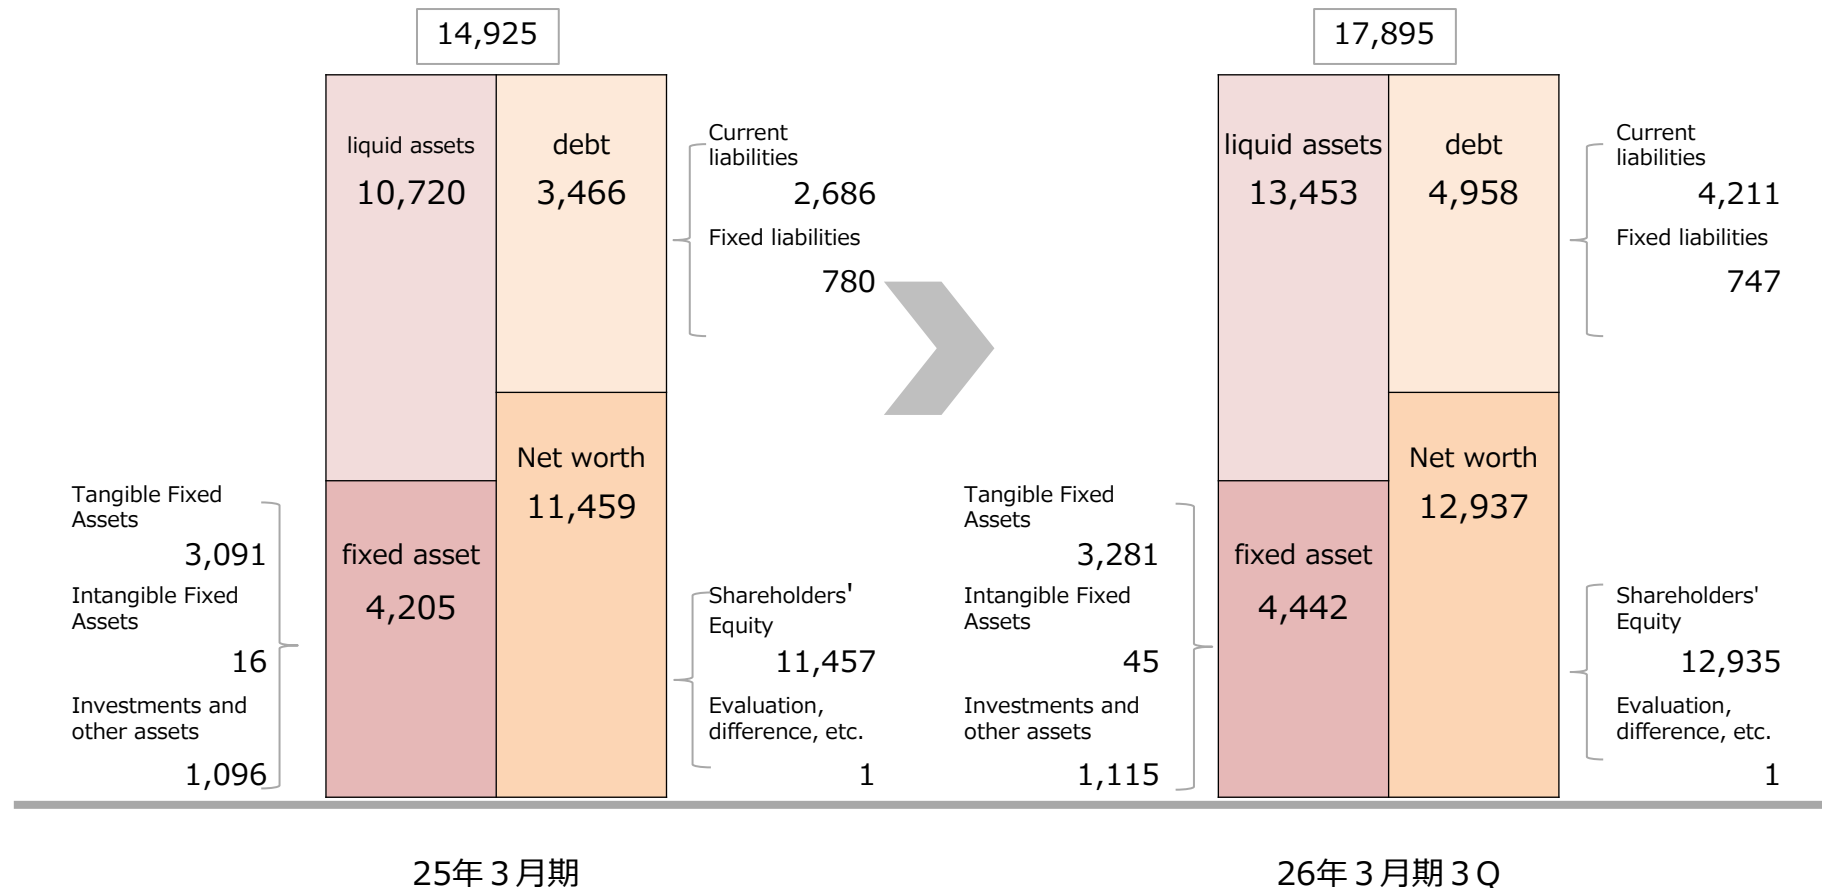 14,925
liquid assets
10,720
debt
3,466
Current
liabilities
2,686
Fixed liabilities
780
Tangible Fixed
Assets
3,091
Intangible Fixed
Assets
16
Investments and
other assets
1,096
fixed asset
4,205
Net worth
11,459
Shareholders'
Equity
11,457
Evaluation,
difference, etc.
1
25年３月期
17,895
liquid assets
13,453
debt
4,958
Current
liabilities
4,211
Fixed liabilities
747
Tangible Fixed
Assets
3,281
Intangible Fixed
Assets
45
Investments and
other assets
1,115
fixed asset
4,442
Net worth
12,937
Shareholders'
Equity
12,935
Evaluation,
difference, etc.
1
26年３月期３Q